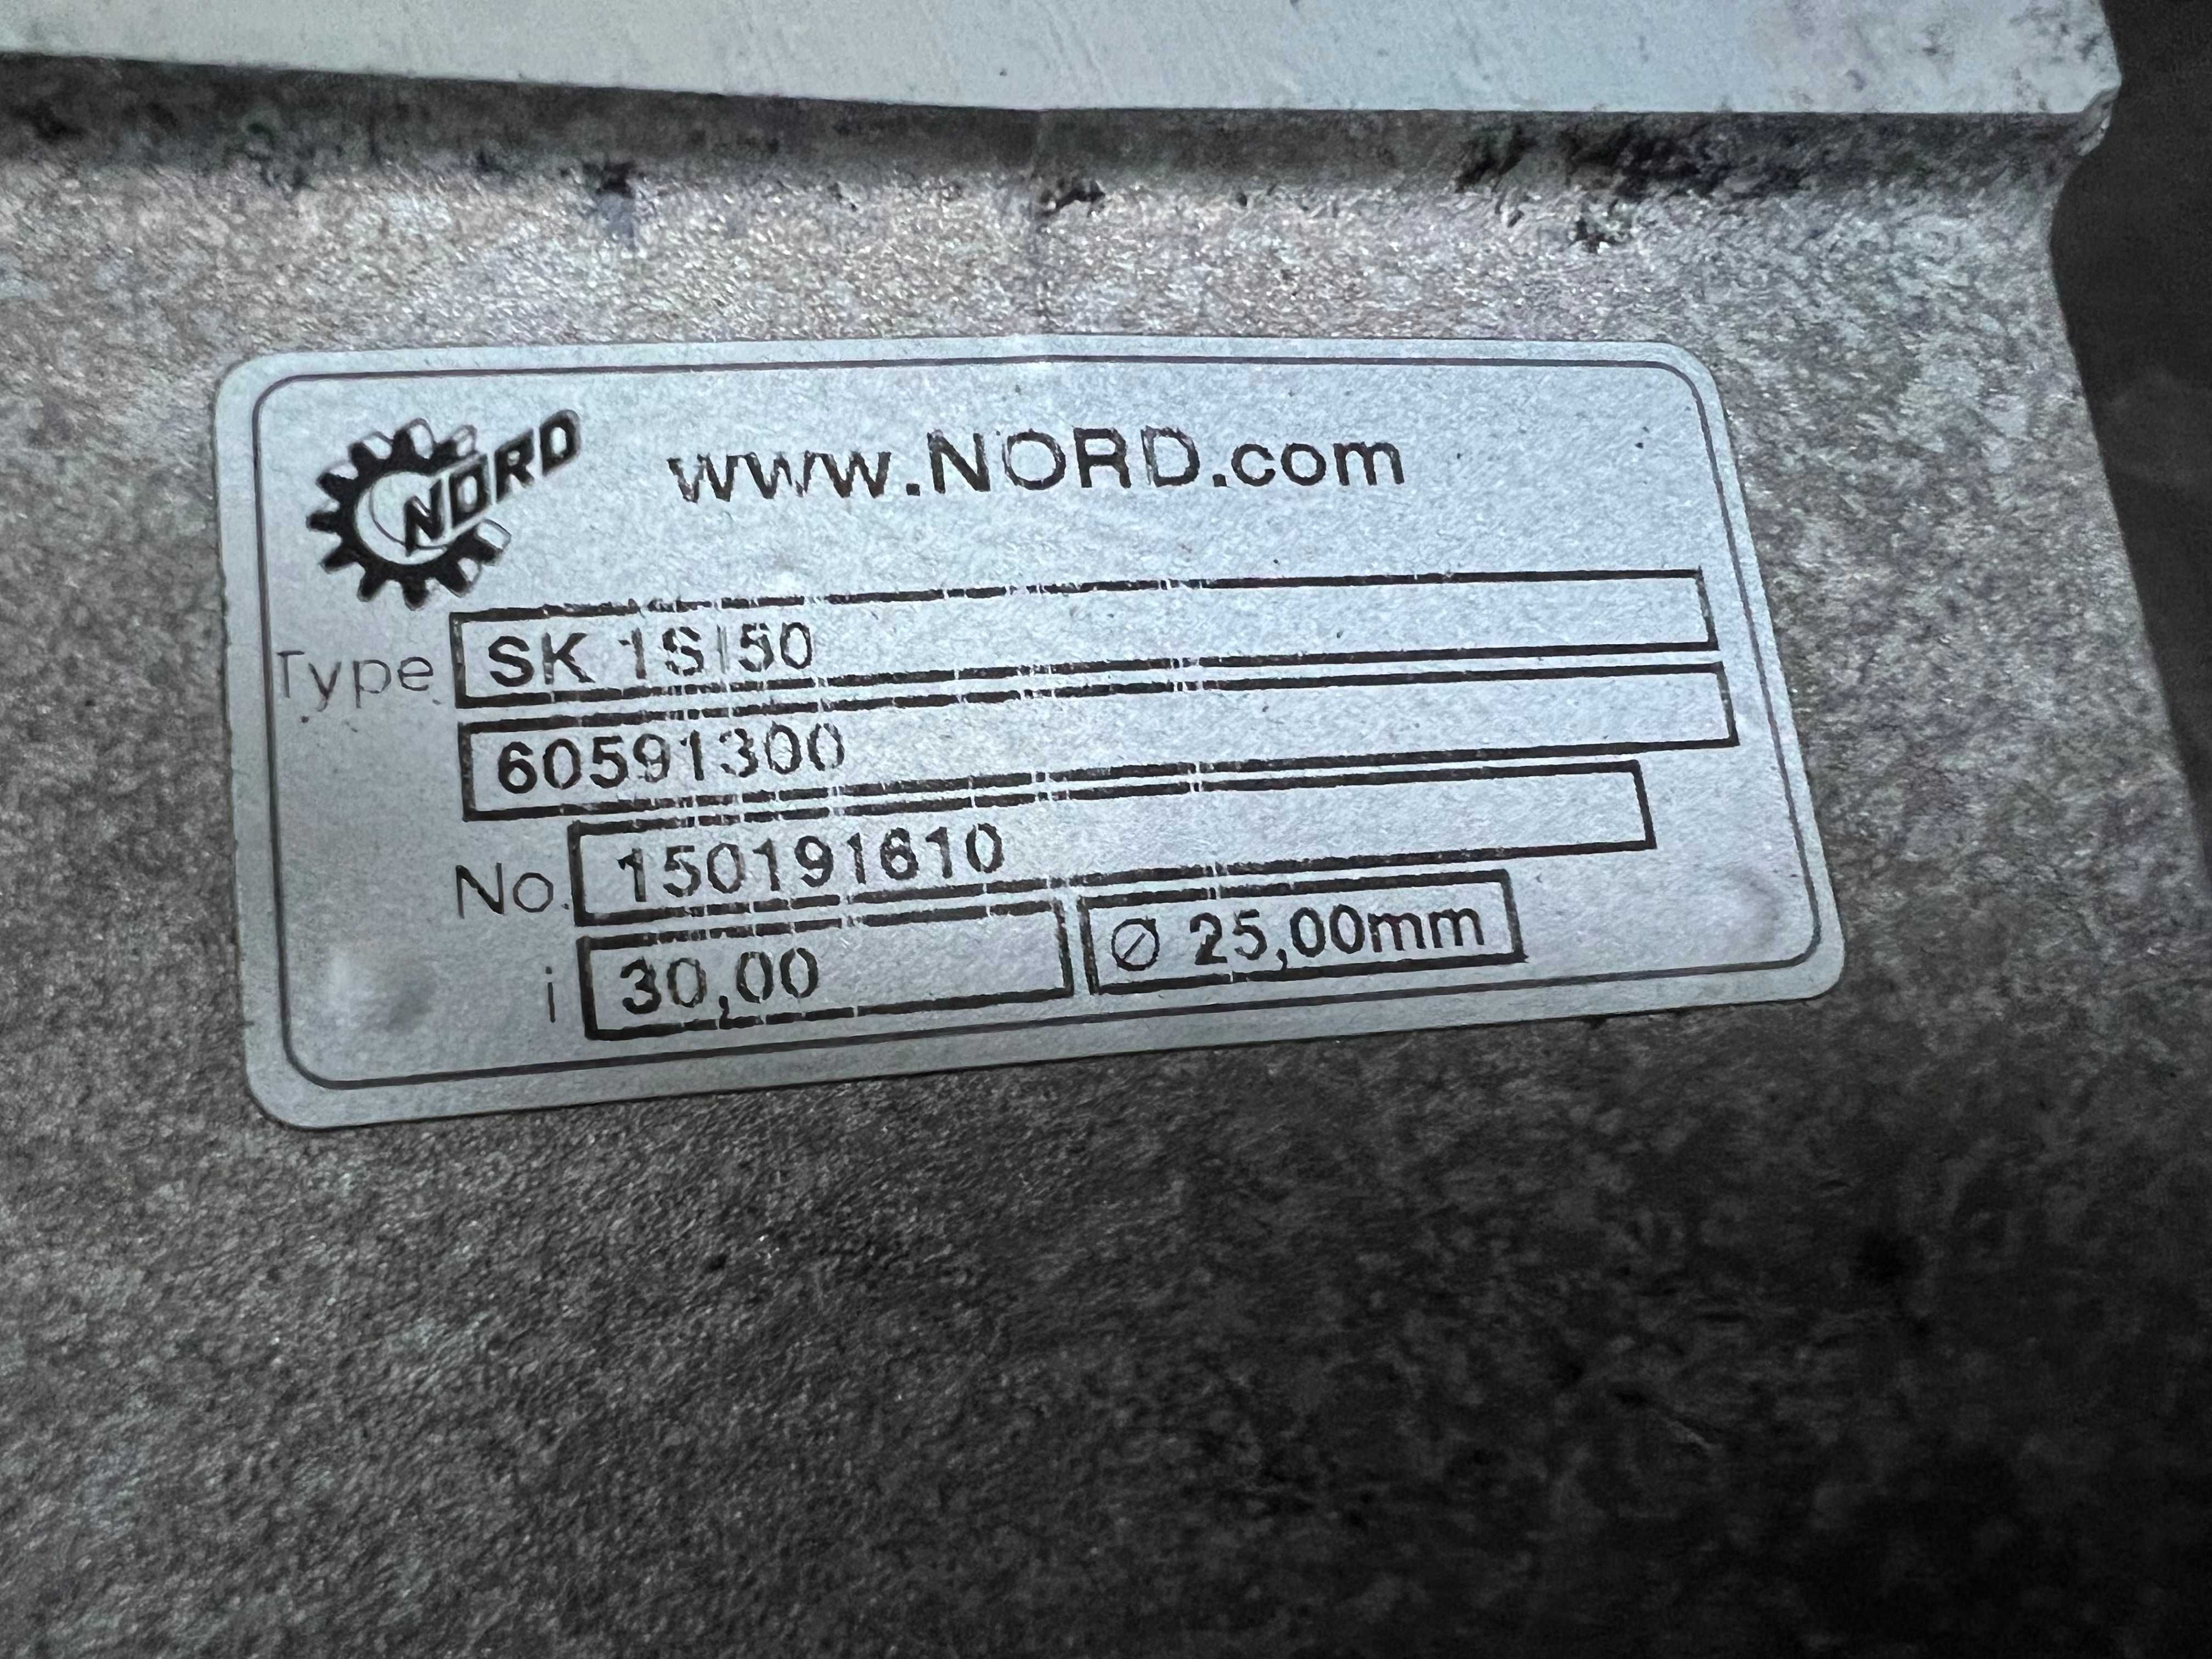 NORD www.NORD.com
Type SK 1SI50
60591300
No. 150191610
i 30,00 Ø 25,00mm